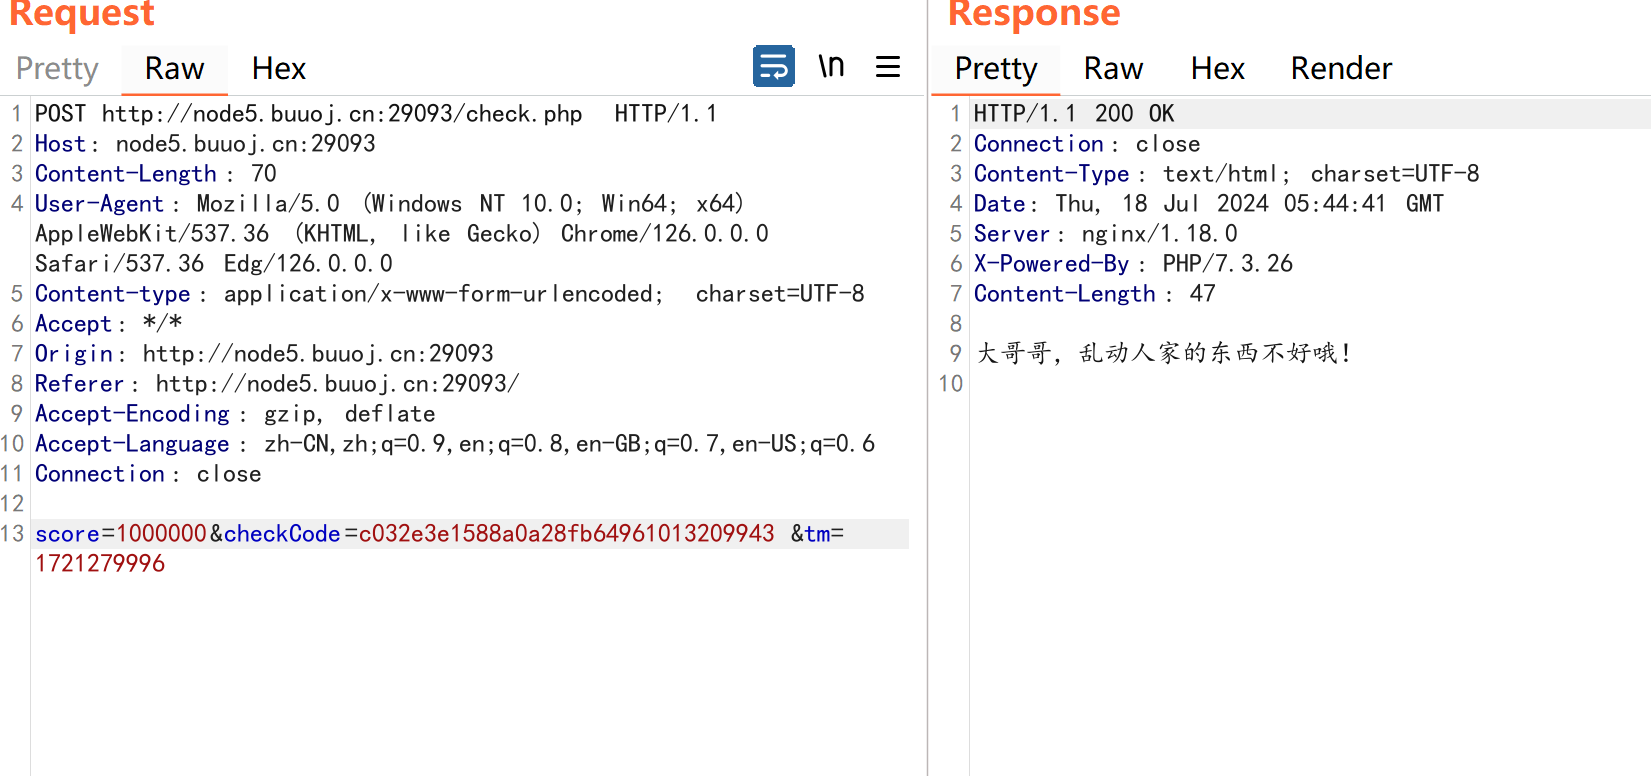 Request
Response
Pretty Raw Hex \n
Pretty Raw Hex Render
1 POST http://node5.buuoj.cn:29093/check.php HTTP/1.1
2 Host: node5.buuoj.cn:29093
3 Content-Length: 70
4 User-Agent: Mozilla/5.0 (Windows NT 10.0; Win64; x64)
AppleWebKit/537.36 (KHTML, like Gecko) Chrome/126.0.0.0
Safari/537.36 Edg/126.0.0.0
5 Content-type: application/x-www-form-urlencoded; charset=UTF-8
6 Accept: */*
7 Origin: http://node5.buuoj.cn:29093
8 Referer: http://node5.buuoj.cn:29093/
9 Accept-Encoding: gzip, deflate
10 Accept-Language: zh-CN,zh;q=0.9,en;q=0.8,en-GB;q=0.7,en-US;q=0.6
11 Connection: close
12
13 score=1000000&checkCode=c032e3e1588a0a28fb64961013209943 &tm=
1721279996
1 HTTP/1.1 200 OK
2 Connection: close
3 Content-Type: text/html; charset=UTF-8
4 Date: Thu, 18 Jul 2024 05:44:41 GMT
5 Server: nginx/1.18.0
6 X-Powered-By: PHP/7.3.26
7 Content-Length: 47
8
9 大哥哥，乱动人家的东西不好哦！
10